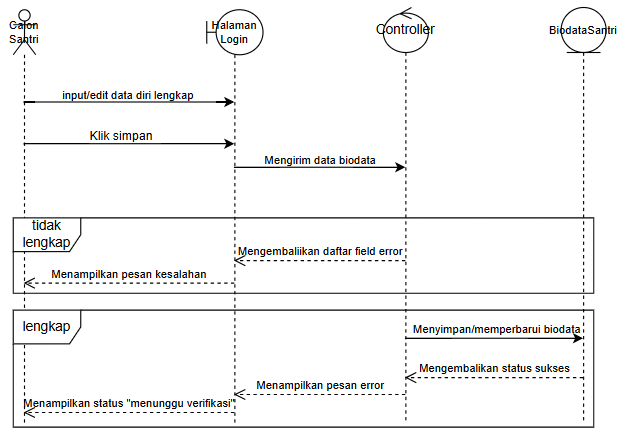 Calon
Santri
Halaman
Login
Controller
BiodataSantri
input/edit data diri lengkap
Klik simpan
Mengirim data biodata
tidak
lengkap
Mengembaliikan daftar field error
Menampilkan pesan kesalahan
lengkap
Menyimpan/memperbarui biodata
Mengembalikan status sukses
Menampilkan pesan error
Menampilkan status "menunggu verifikasi"